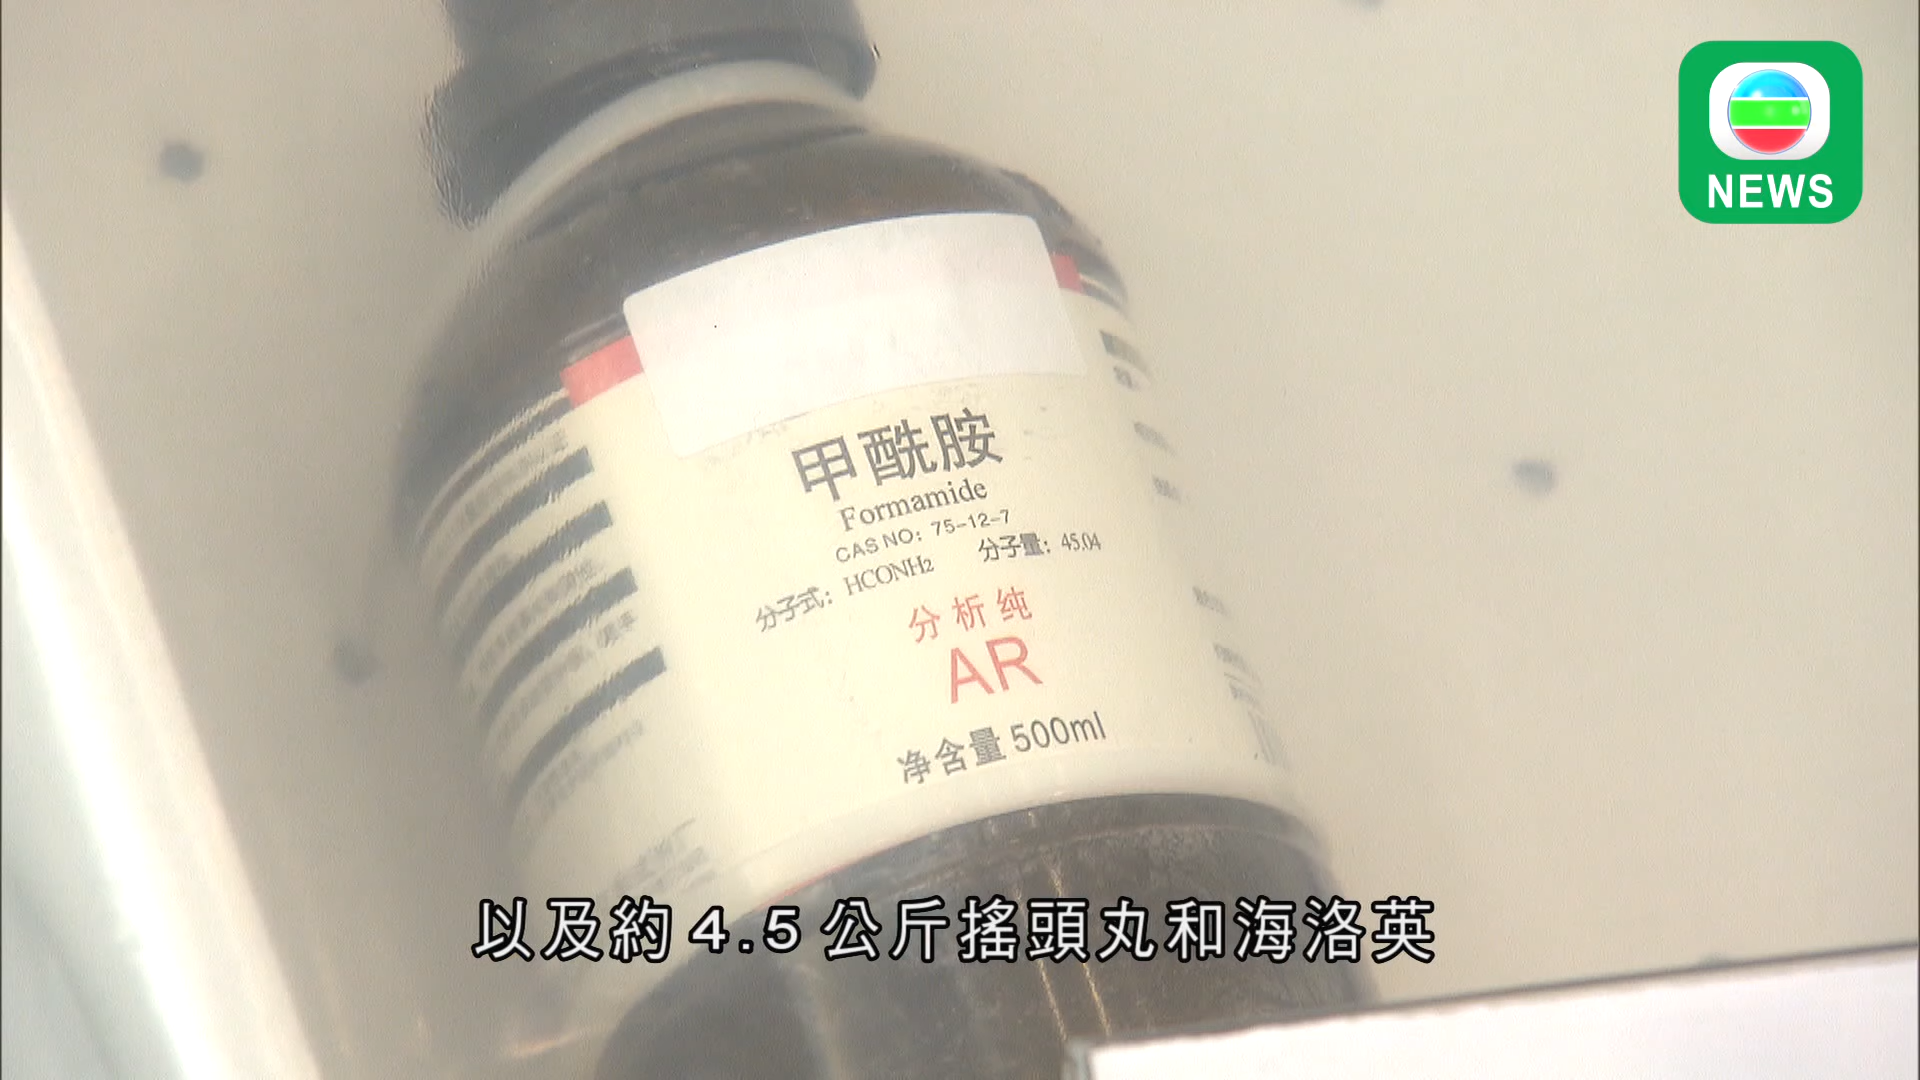 NEWS
甲酰胺
Formamide
CAS NO: 75-12-7
分子式: HCONH2 分子量: 45.04
分析纯
AR
净含量 500ml
以及約4.5公斤搖頭丸和海洛英